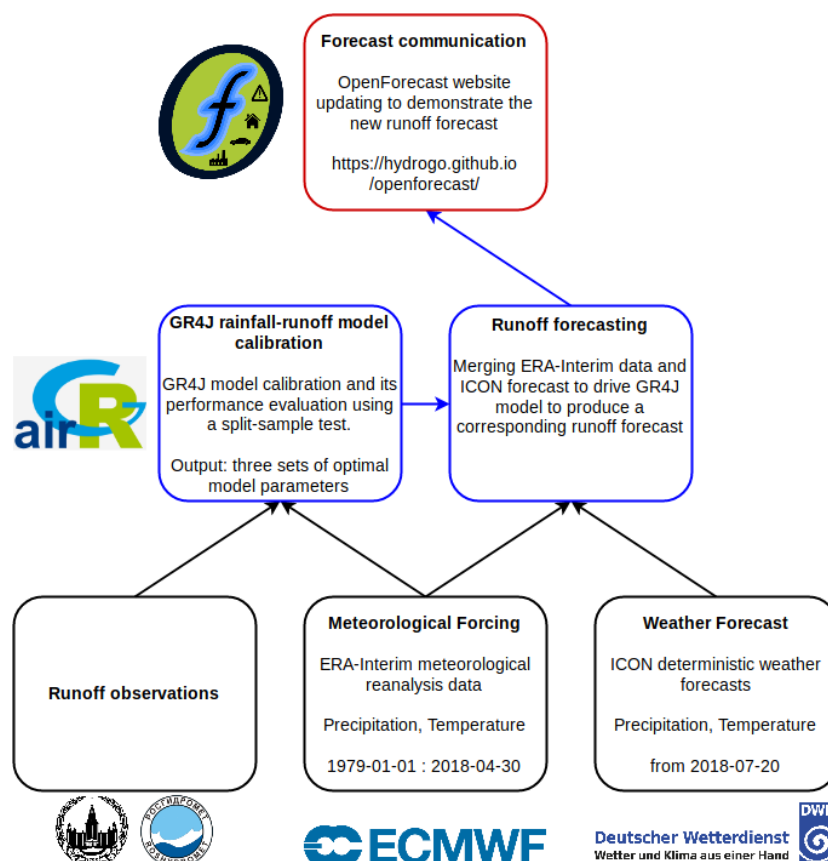 Forecast communication
OpenForecast website
updating to demonstrate the
new runoff forecast
https://hydrogo.github.io
/openforecast/
GR4J rainfall-runoff model
calibration
GR4J model calibration and its
performance evaluation using
a split-sample test.
Output: three sets of optimal
model parameters
Runoff forecasting
Merging ERA-Interim data and
ICON forecast to drive GR4J
model to produce a
corresponding runoff forecast
airGR
Runoff observations
Meteorological Forcing
ERA-Interim meteorological
reanalysis data
Precipitation, Temperature
1979-01-01 : 2018-04-30
Weather Forecast
ICON deterministic weather
forecasts
Precipitation, Temperature
from 2018-07-20
РОСГИДРОМЕТ
ECMWF
Deutscher Wetterdienst
Wetter und Klima aus einer Hand